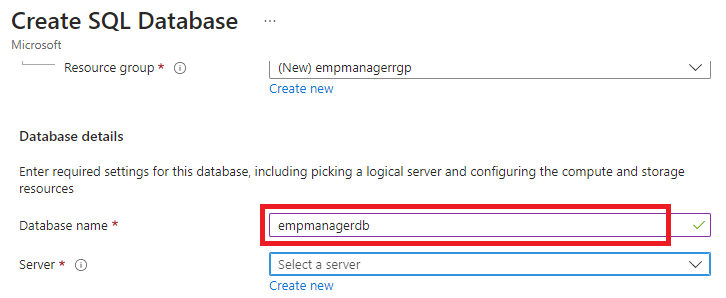 Create SQL Database ...
Microsoft
Resource group * (New) empmanagerrgp
Create new
Database details
Enter required settings for this database, including picking a logical server and configuring the compute and storage
resources
Database name * empmanagerdb
Server * Select a server
Create new